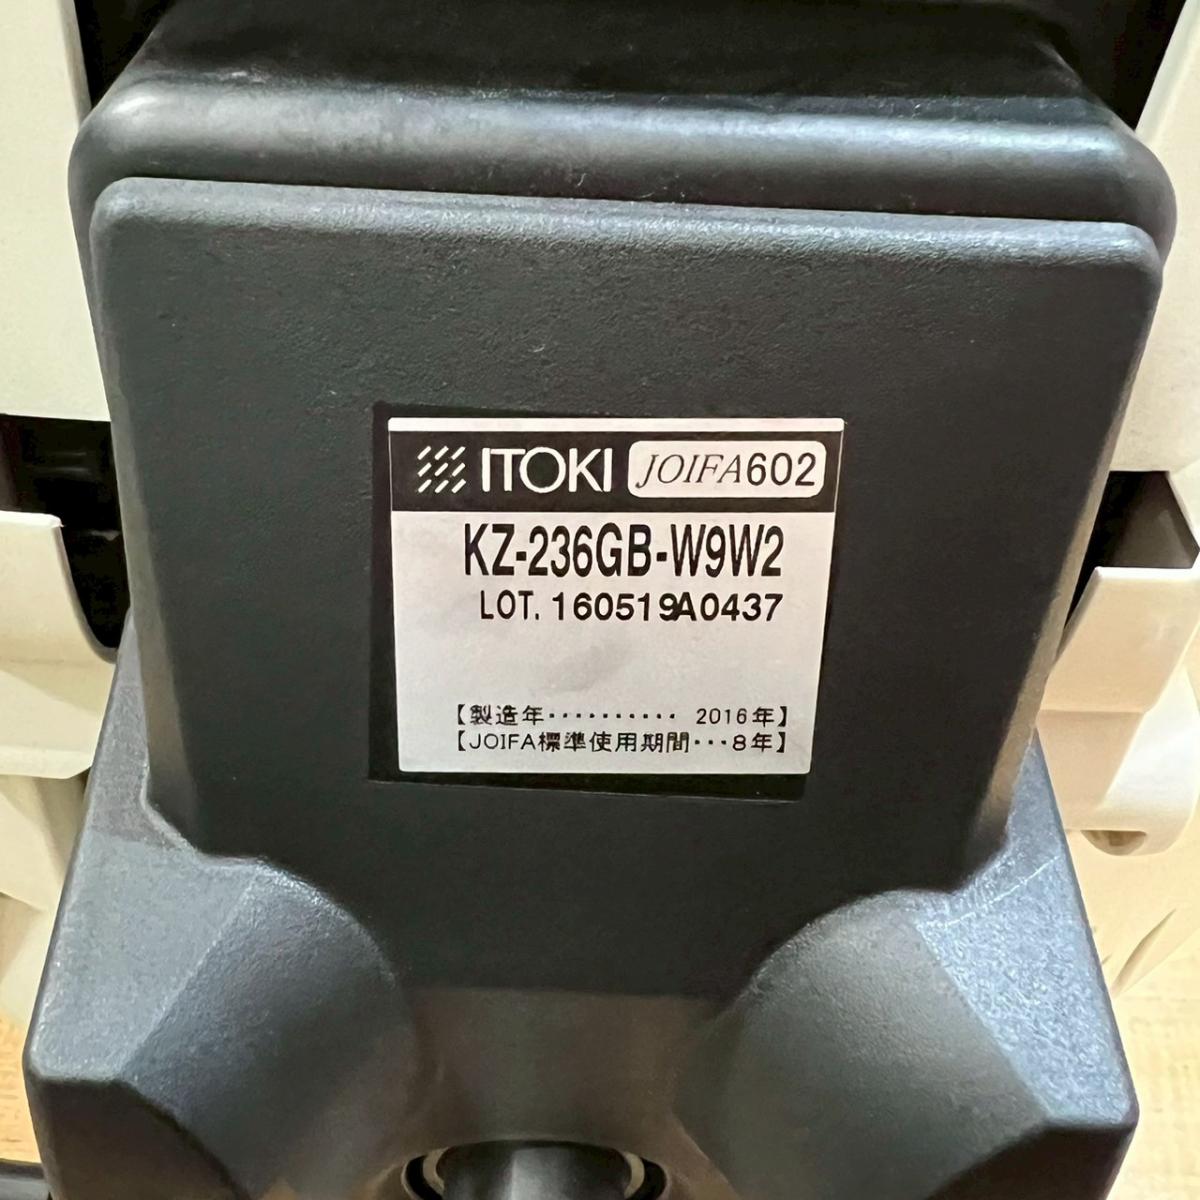 ITOKI JOIFA602
KZ-236GB-W9W2
LOT. 160519A0437
【製造年・・・・・・・・・・ 2016年】
【JOIFA標準使用期間・・・8年】